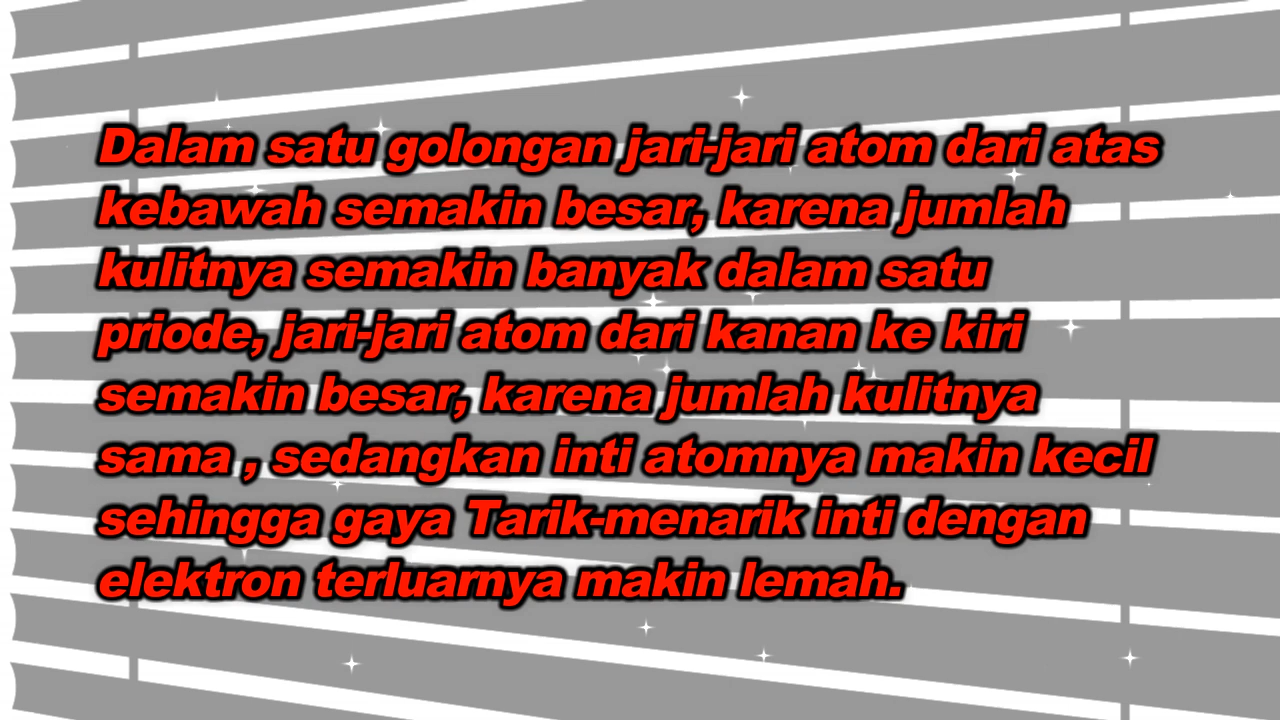 Dalam satu golongan jari-jari atom dari atas
kebawah semakin besar, karena jumlah
kulitnya semakin banyak dalam satu
priode, jari-jari atom dari kanan ke kiri
semakin besar, karena jumlah kulitnya
sama , sedangkan inti atomnya makin kecil
sehingga gaya Tarik-menarik inti dengan
elektron terluarnya makin lemah.